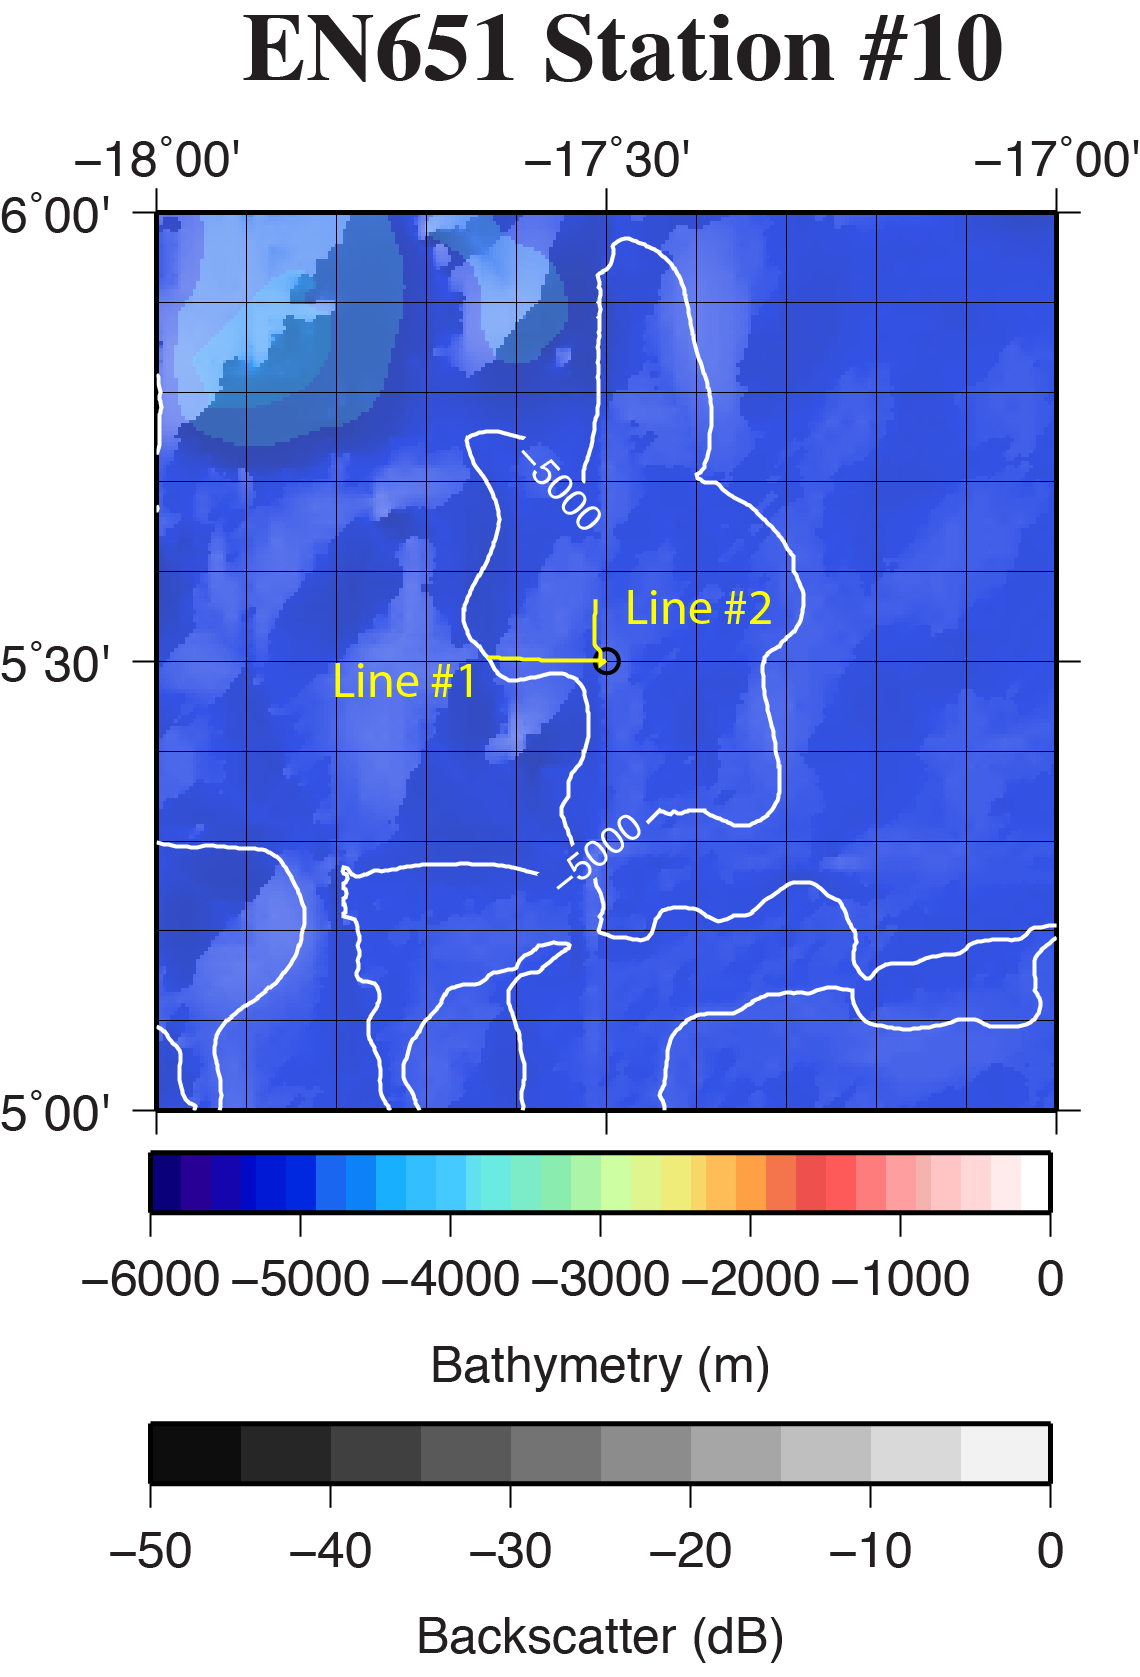 EN651 Station #10
−18°00' −17°30' −17°00'
6°00'
−5000
Line #2
5°30'
Line #1
−5000
5°00'
−6000 −5000 −4000 −3000 −2000 −1000 0
Bathymetry (m)
−50 −40 −30 −20 −10 0
Backscatter (dB)